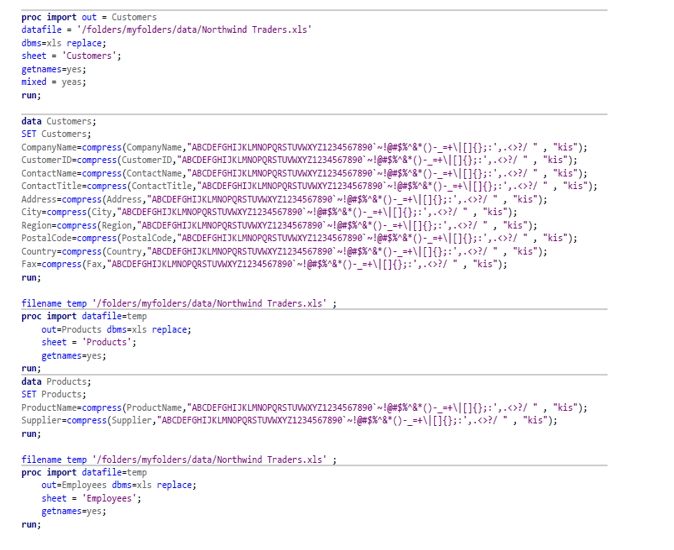 proc import out = Customers
datafile = '/folders/myfolders/data/Northwind Traders.xls'
dbms=xls replace;
sheet = 'Customers';
getnames=yes;
mixed = yeas;
run;
data Customers;
SET Customers;
CompanyName=compress(CompanyName,"ABCDEFGHIJKLMNOPQRSTUVWXYZ1234567890`~!@#$%^&*()-_=+\|[]{};:',.<>?/ " , "kis");
CustomerID=compress(CustomerID,"ABCDEFGHIJKLMNOPQRSTUVWXYZ1234567890`~!@#$%^&*()-_=+\|[]{};:',.<>?/ " , "kis");
ContactName=compress(ContactName,"ABCDEFGHIJKLMNOPQRSTUVWXYZ1234567890`~!@#$%^&*()-_=+\|[]{};:',.<>?/ " , "kis");
ContactTitle=compress(ContactTitle,"ABCDEFGHIJKLMNOPQRSTUVWXYZ1234567890`~!@#$%^&*()-_=+\|[]{};:',.<>?/ " , "kis");
Address=compress(Address,"ABCDEFGHIJKLMNOPQRSTUVWXYZ1234567890`~!@#$%^&*()-_=+\|[]{};:',.<>?/ " , "kis");
City=compress(City,"ABCDEFGHIJKLMNOPQRSTUVWXYZ1234567890`~!@#$%^&*()-_=+\|[]{};:',.<>?/ " , "kis");
Region=compress(Region,"ABCDEFGHIJKLMNOPQRSTUVWXYZ1234567890`~!@#$%^&*()-_=+\|[]{};:',.<>?/ " , "kis");
PostalCode=compress(PostalCode,"ABCDEFGHIJKLMNOPQRSTUVWXYZ1234567890`~!@#$%^&*()-_=+\|[]{};:',.<>?/ " , "kis");
Country=compress(Country,"ABCDEFGHIJKLMNOPQRSTUVWXYZ1234567890`~!@#$%^&*()-_=+\|[]{};:',.<>?/ " , "kis");
Fax=compress(Fax,"ABCDEFGHIJKLMNOPQRSTUVWXYZ1234567890`~!@#$%^&*()-_=+\|[]{};:',.<>?/ " , "kis");
run;
filename temp '/folders/myfolders/data/Northwind Traders.xls' ;
proc import datafile=temp
out=Products dbms=xls replace;
sheet = 'Products';
getnames=yes;
run;
data Products;
SET Products;
ProductName=compress(ProductName,"ABCDEFGHIJKLMNOPQRSTUVWXYZ1234567890`~!@#$%^&*()-_=+\|[]{};:',.<>?/ " , "kis");
Supplier=compress(Supplier,"ABCDEFGHIJKLMNOPQRSTUVWXYZ1234567890`~!@#$%^&*()-_=+\|[]{};:',.<>?/ " , "kis");
run;
filename temp '/folders/myfolders/data/Northwind Traders.xls' ;
proc import datafile=temp
out=Employees dbms=xls replace;
sheet = 'Employees';
getnames=yes;
run;